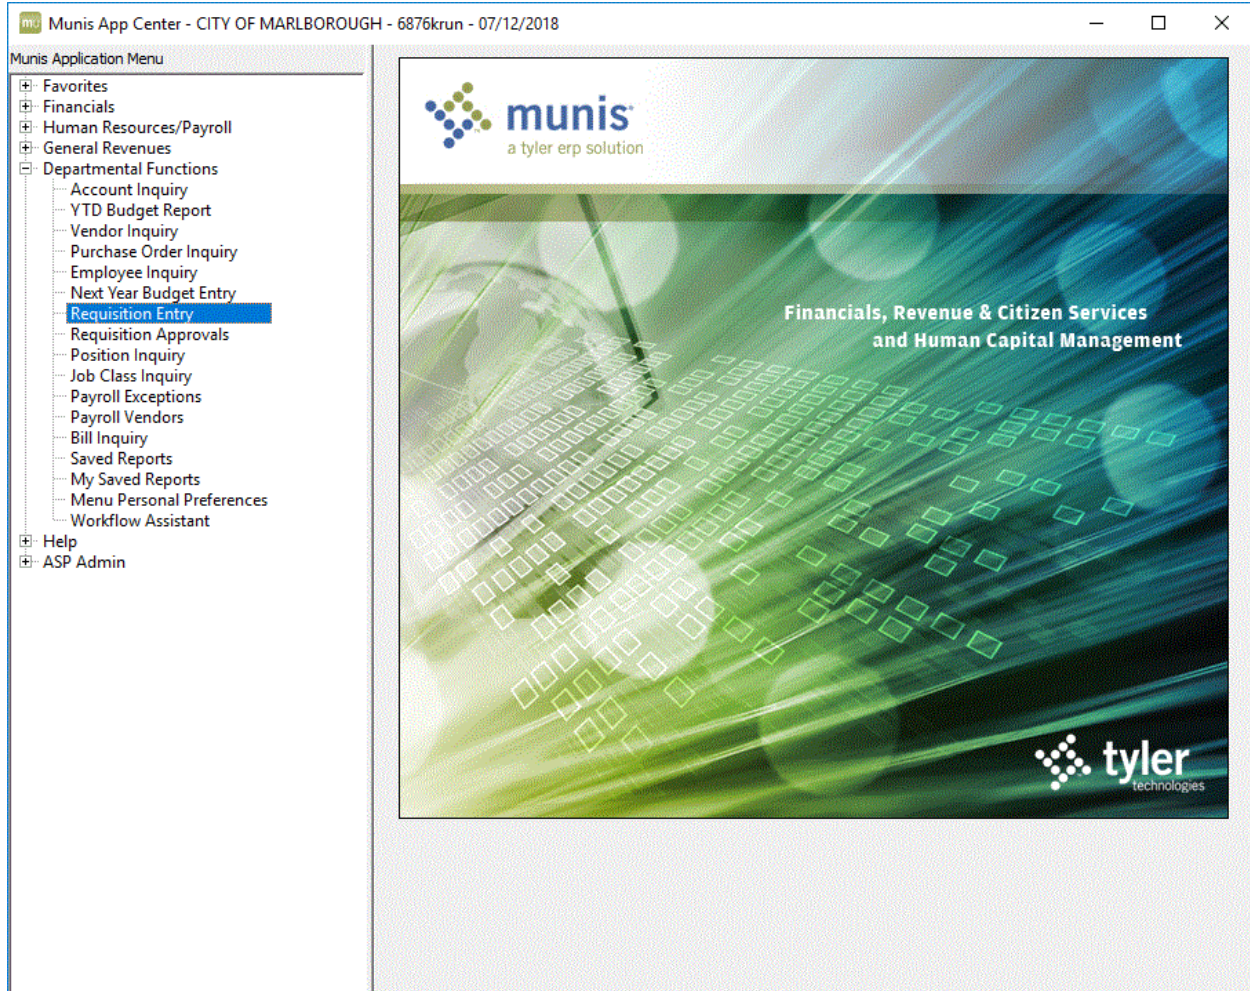 mu Munis App Center - CITY OF MARLBOROUGH - 6876krun - 07/12/2018
Munis Application Menu
Favorites
Financials
Human Resources/Payroll
General Revenues
Departmental Functions
Account Inquiry
YTD Budget Report
Vendor Inquiry
Purchase Order Inquiry
Employee Inquiry
Next Year Budget Entry
Requisition Entry
Requisition Approvals
Position Inquiry
Job Class Inquiry
Payroll Exceptions
Payroll Vendors
Bill Inquiry
Saved Reports
My Saved Reports
Menu Personal Preferences
Workflow Assistant
Help
ASP Admin
munis
a tyler erp solution
Financials, Revenue & Citizen Services
and Human Capital Management
tyler
technologies